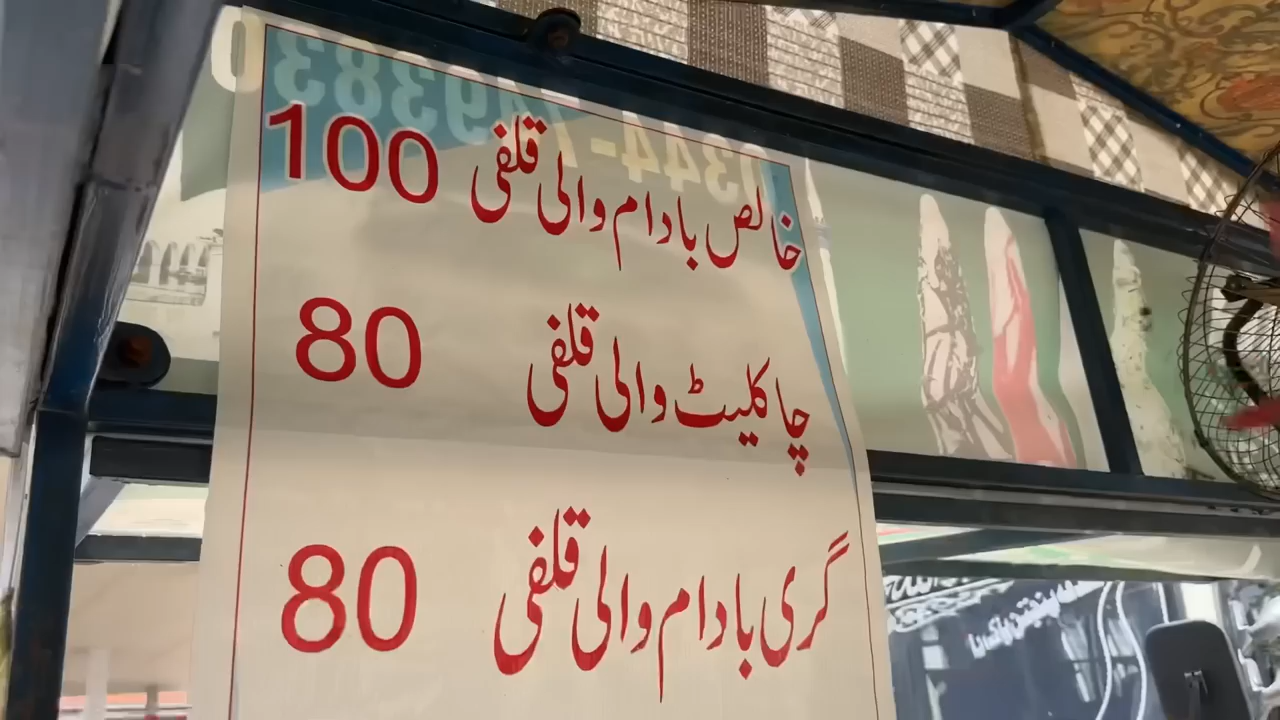 خالص بادام والی قلفی 100
چاکلیٹ والی قلفی 80
گری بادام والی قلفی 80